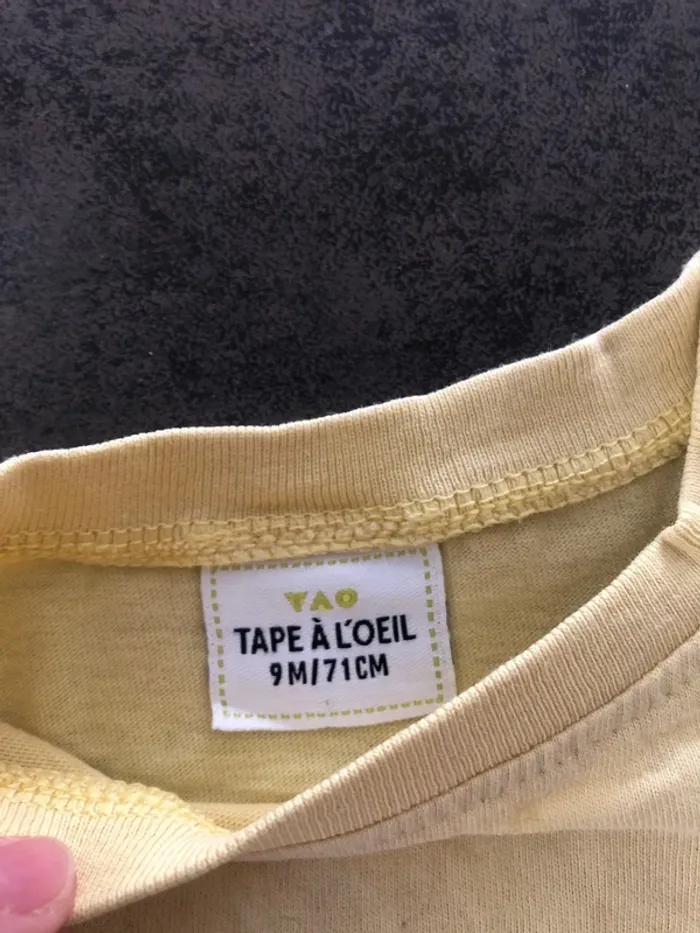 TAO
TAPE À L'OEIL
9M/71CM